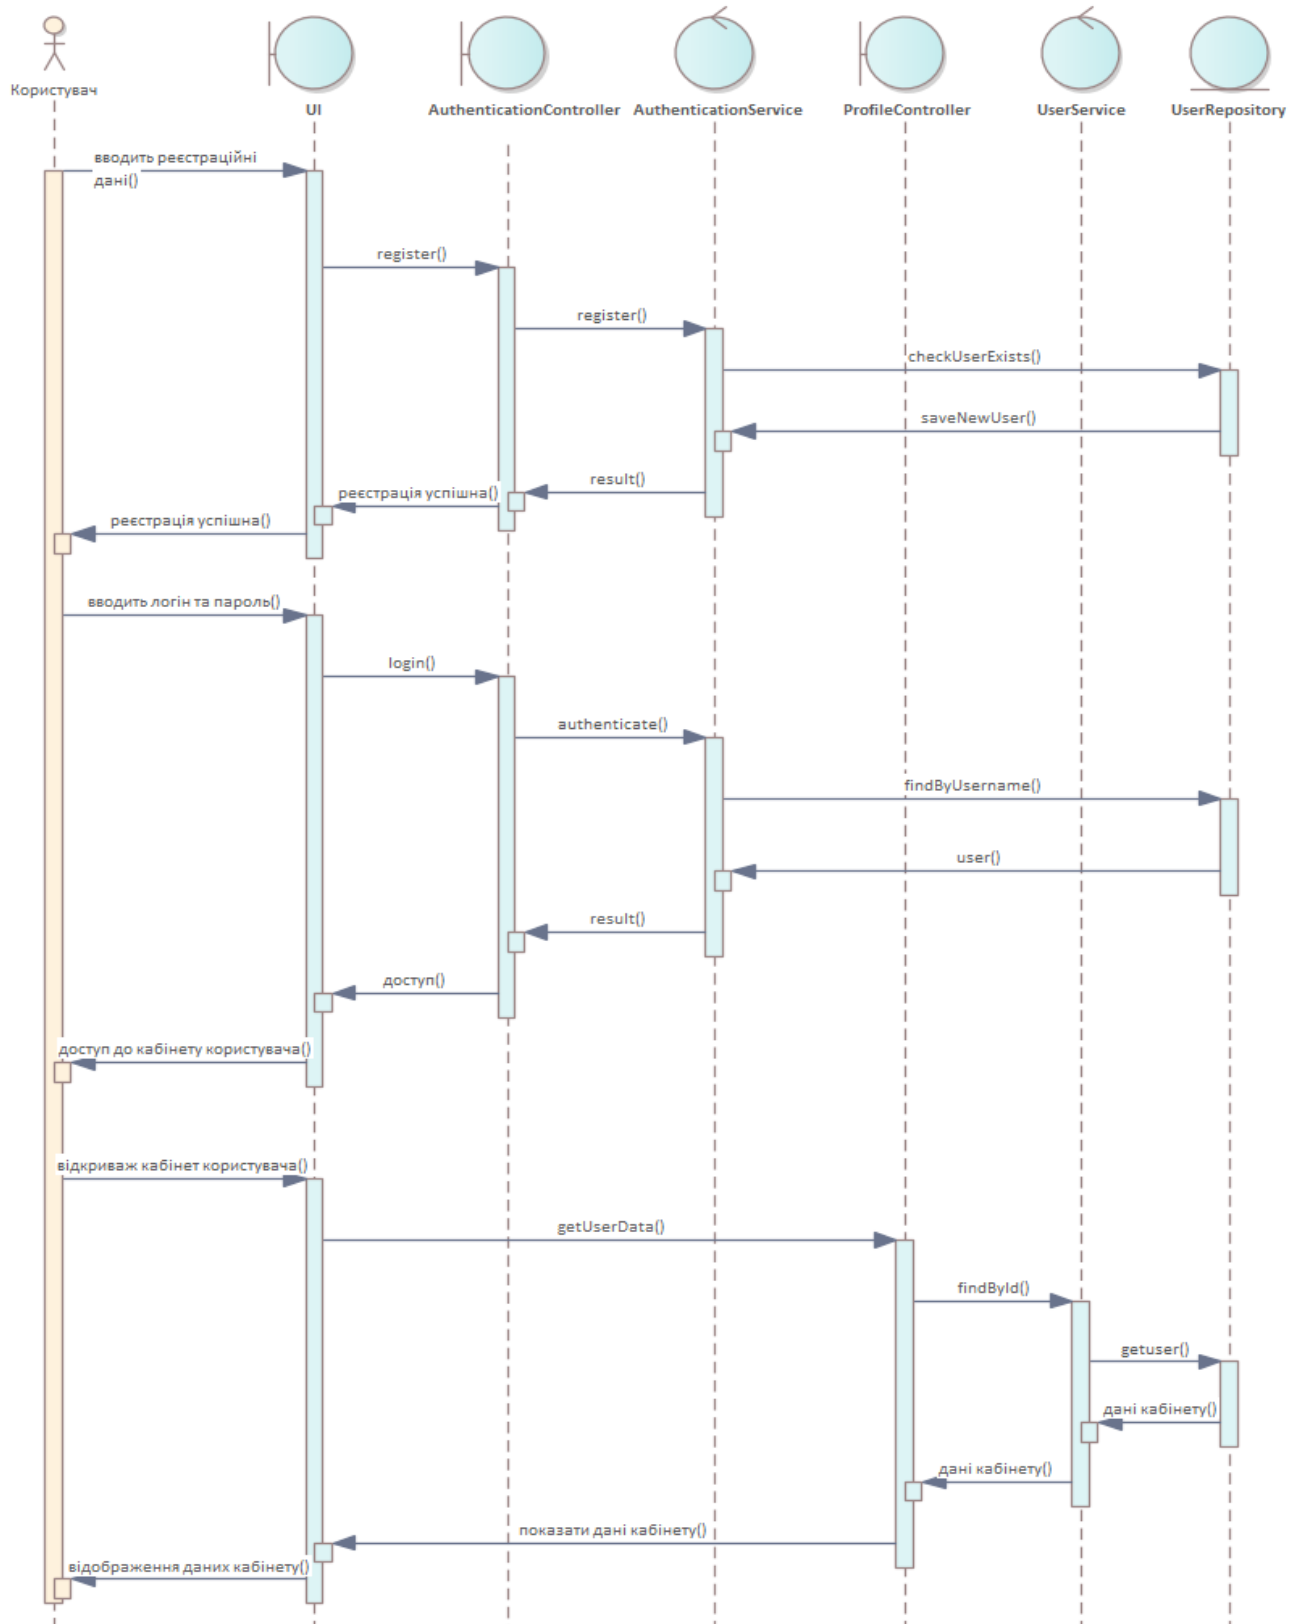 Користувач
UI
AuthenticationController
AuthenticationService
ProfileController
UserService
UserRepository
вводить реєстраційні
дані()
register()
register()
checkUserExists()
saveNewUser()
result()
реєстрація успішна()
реєстрація успішна()
вводить логін та пароль()
login()
authenticate()
findByUsername()
user()
result()
доступ()
доступ до кабінету користувача()
відкриваж кабінет користувача()
getUserData()
findById()
getuser()
дані кабінету()
дані кабінету()
показати дані кабінету()
відображення даних кабінету()